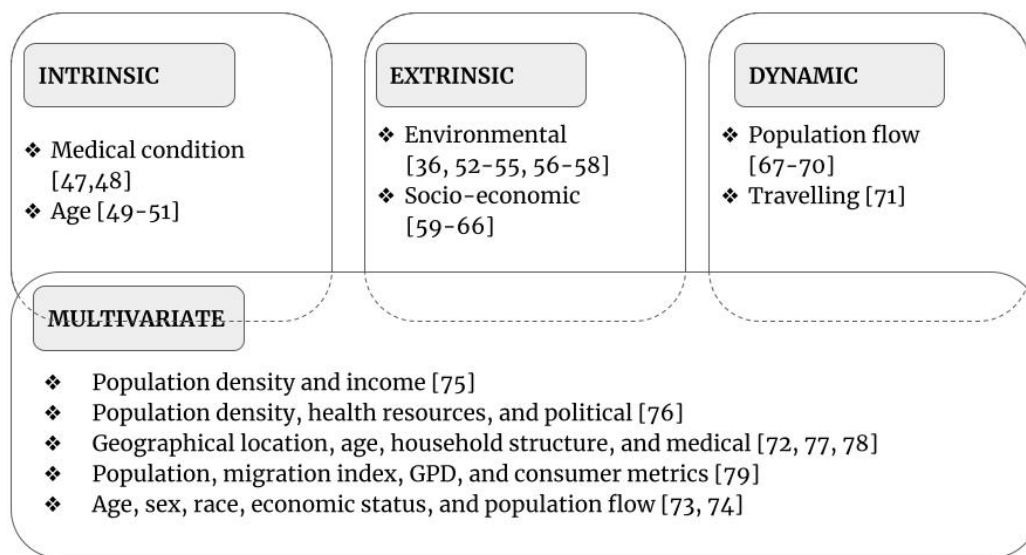 INTRINSIC
❖ Medical condition
[47,48]
❖ Age [49-51]
EXTRINSIC
❖ Environmental
[36, 52-55, 56-58]
❖ Socio-economic
[59-66]
DYNAMIC
❖ Population flow
[67-70]
❖ Travelling [71]
MULTIVARIATE
❖ Population density and income [75]
❖ Population density, health resources, and political [76]
❖ Geographical location, age, household structure, and medical [72, 77, 78]
❖ Population, migration index, GPD, and consumer metrics [79]
❖ Age, sex, race, economic status, and population flow [73, 74]